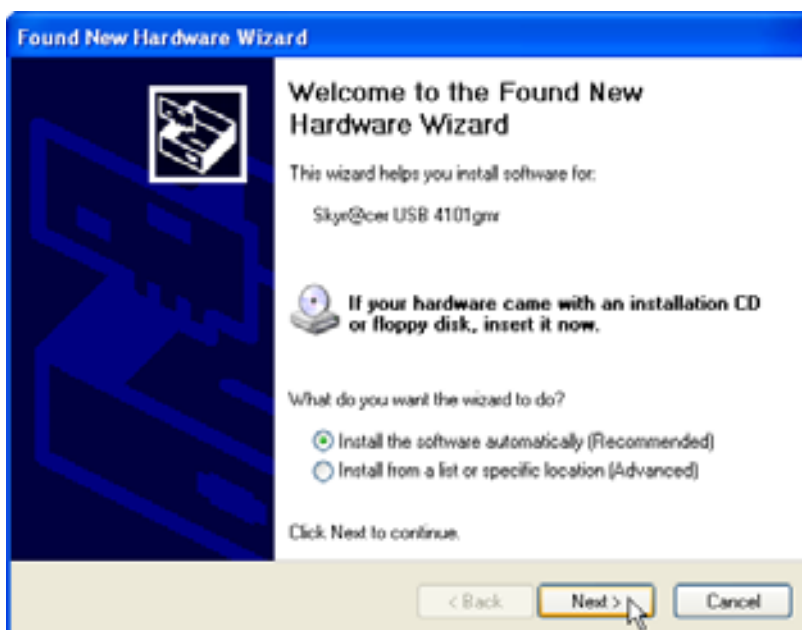 Found New Hardware Wizard
Welcome to the Found New
Hardware Wizard
This wizard helps you install software for:
Skyr@cer USB 4101gmr
If your hardware came with an installation CD
or floppy disk, insert it now.
What do you want the wizard to do?
Install the software automatically (Recommended)
Install from a list or specific location (Advanced)
Click Next to continue.
< Back
Next >
Cancel